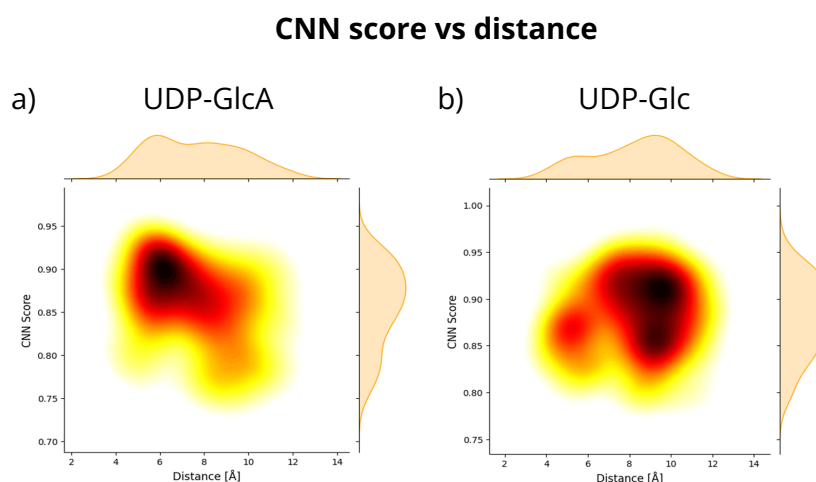 CNN score vs distance
a) UDP-GlcA
b) UDP-Glc
0.95
0.90
0.85
0.80
0.75
0.70
CNN Score
2 4 6 8 10 12 14
Distance [Å]
1.00
0.95
0.90
0.85
0.80
0.75
CNN Score
2 4 6 8 10 12 14
Distance [Å]